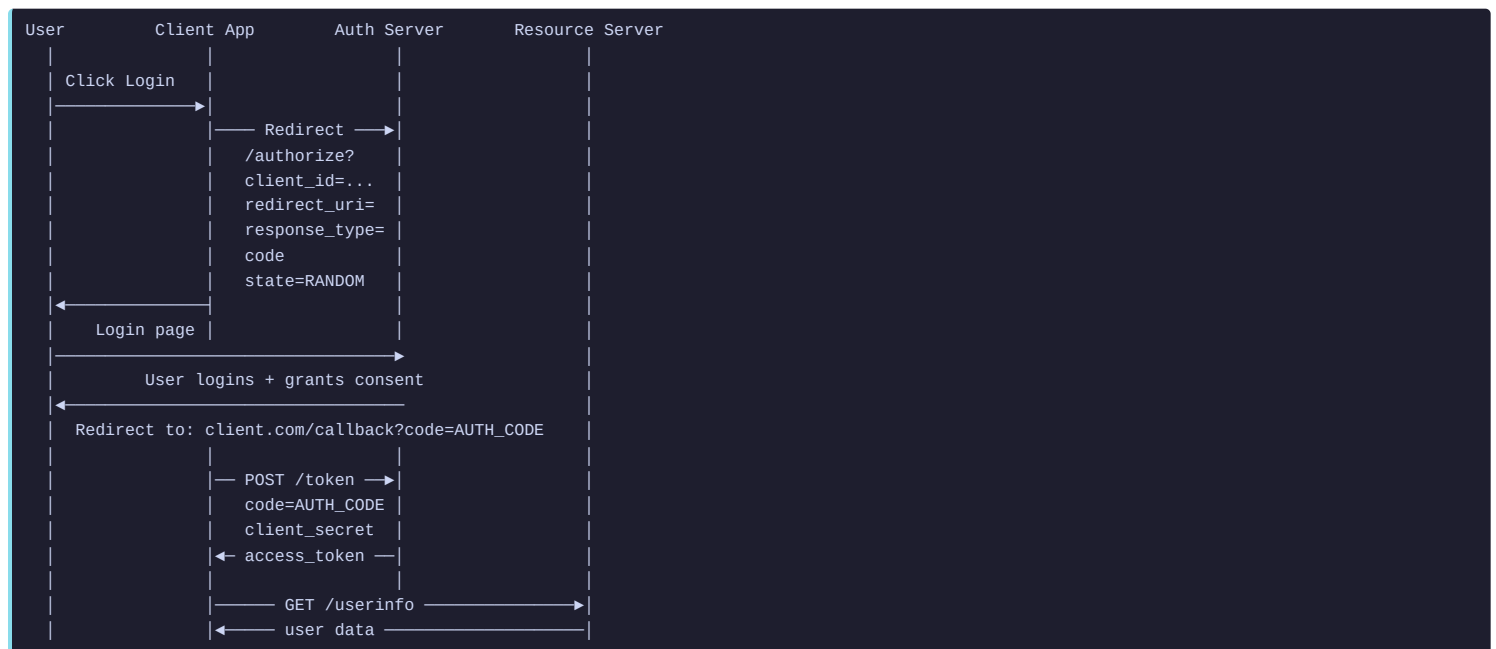 User Client App Auth Server Resource Server
Click Login
Redirect
/authorize?
client_id=...
redirect_uri=
response_type=
code
state=RANDOM
Login page
User logins + grants consent
Redirect to: client.com/callback?code=AUTH_CODE
POST /token
code=AUTH_CODE
client_secret
access_token
GET /userinfo
user data